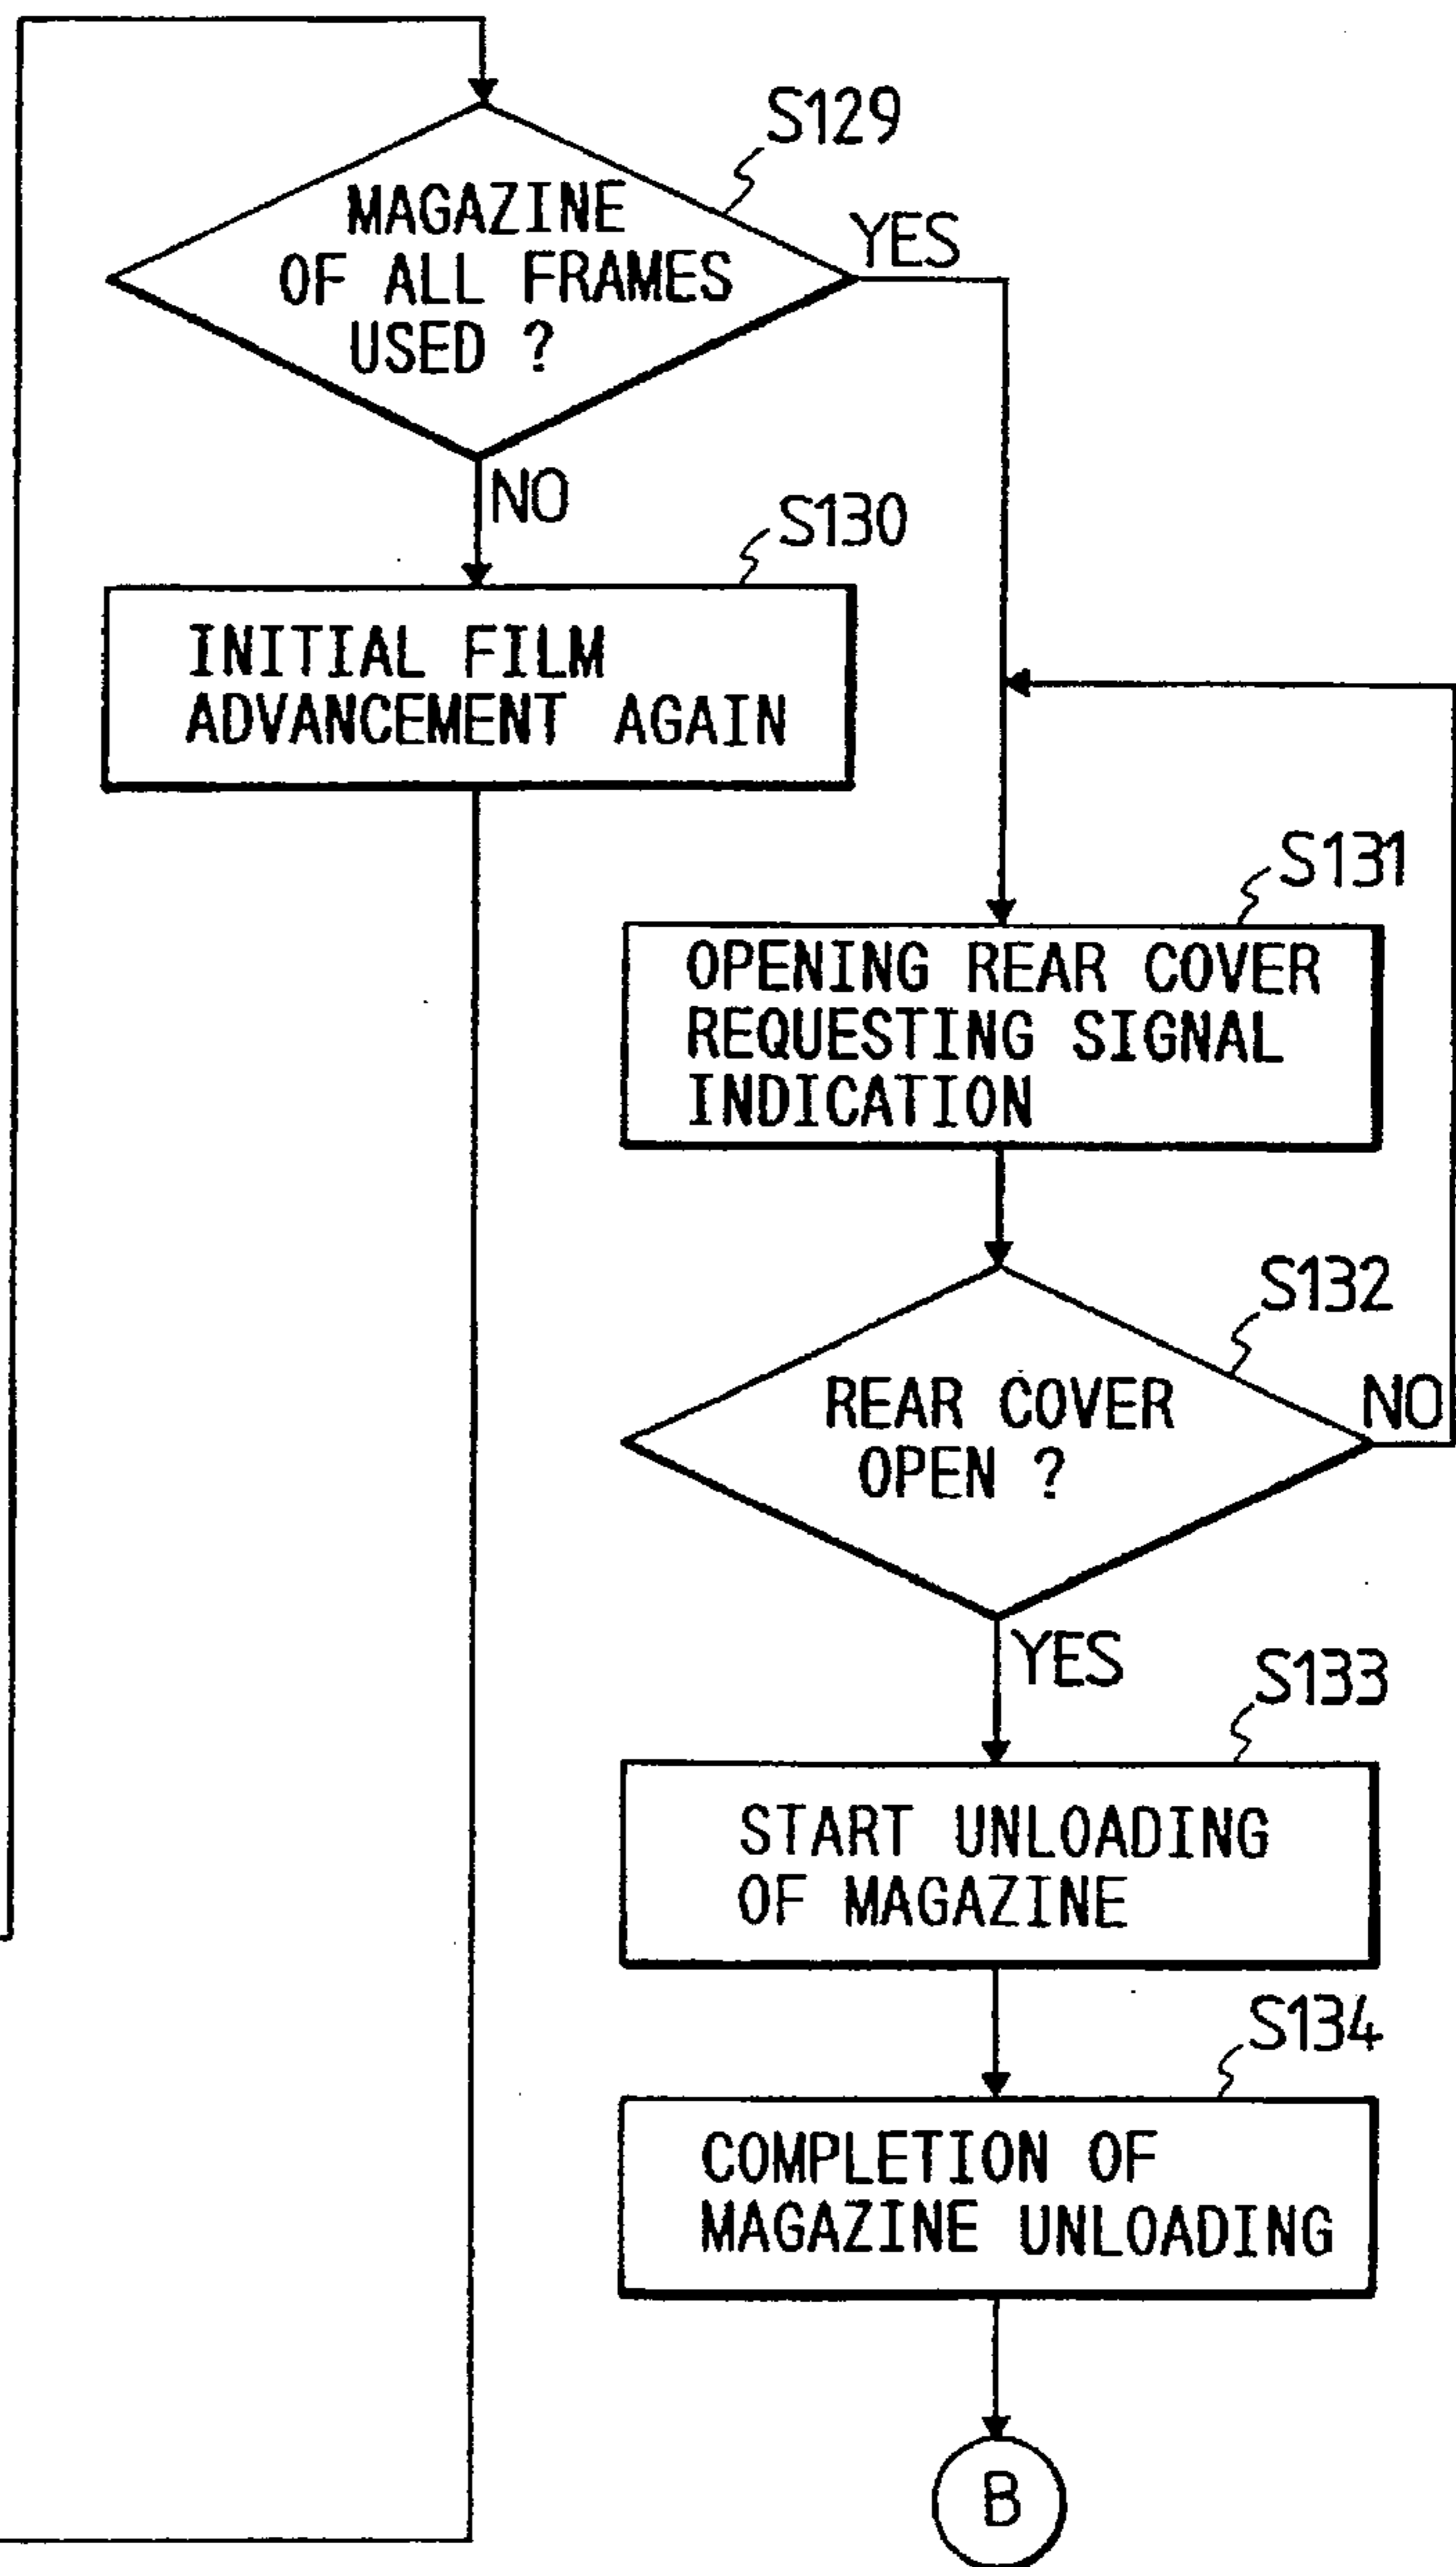 S129
MAGAZINE
OF ALL FRAMES
USED ?
YES
NO
S130
INITIAL FILM
ADVANCEMENT AGAIN
S131
OPENING REAR COVER
REQUESTING SIGNAL
INDICATION
S132
REAR COVER
OPEN ?
NO
YES
S133
START UNLOADING
OF MAGAZINE
S134
COMPLETION OF
MAGAZINE UNLOADING
B